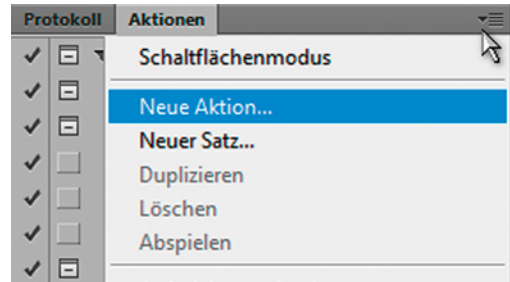 Protokoll Aktionen
Schaltflächenmodus
Neue Aktion...
Neuer Satz...
Duplizieren
Löschen
Abspielen